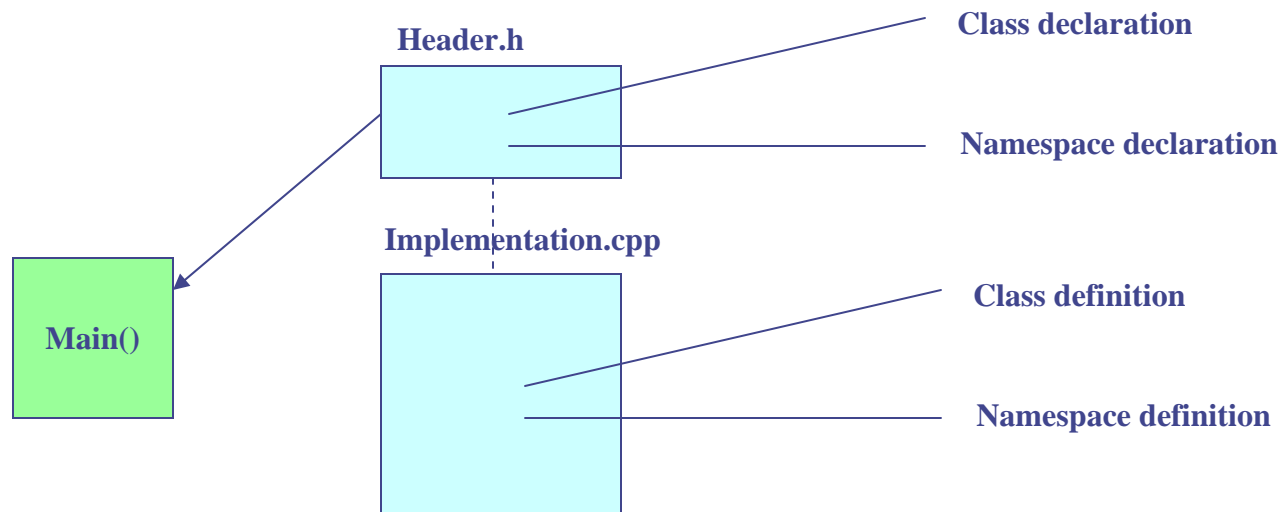 Class declaration
Header.h
Namespace declaration
Implementation.cpp
Class definition
Main()
Namespace definition